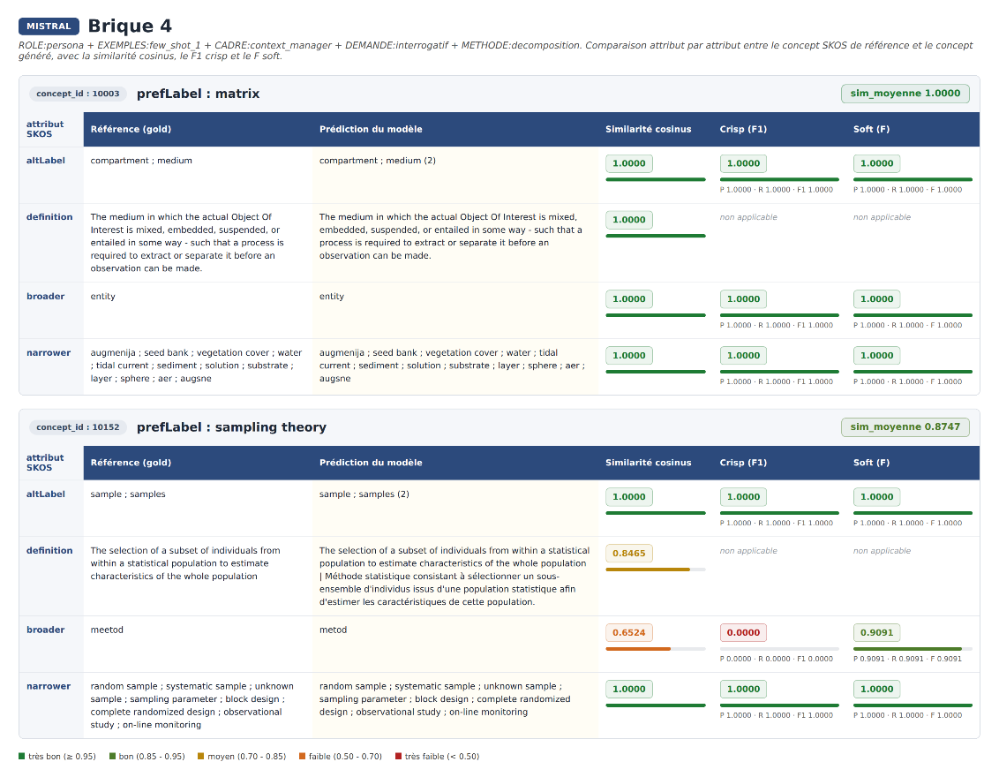 MISTRAL Brique 4
ROLE:persona + EXEMPLES:few_shot_1 + CADRE:context_manager + DEMANDE:interrogatif + METHODE:decomposition. Comparaison attribut par attribut entre le concept SKOS de référence et le concept
généré, avec la similarité cosinus, le F1 crisp et le F soft.
concept_id : 10003 prefLabel : matrix sim_moyenne 1.0000
attribut
SKOS
Référence (gold) Prédiction du modèle Similarité cosinus Crisp (F1) Soft (F)
altLabel compartment ; medium compartment ; medium (2) 1.0000 1.0000 1.0000
P 1.0000 · R 1.0000 · F1 1.0000 P 1.0000 · R 1.0000 · F 1.0000
definition
The medium in which the actual Object Of
Interest is mixed, embedded, suspended, or
entailed in some way - such that a process is
required to extract or separate it before an
observation can be made.
The medium in which the actual Object Of Interest is mixed,
embedded, suspended, or entailed in some way - such that a
process is required to extract or separate it before an
observation can be made.
1.0000 non applicable non applicable
broader entity entity 1.0000 1.0000 1.0000
P 1.0000 · R 1.0000 · F1 1.0000 P 1.0000 · R 1.0000 · F 1.0000
narrower
augmenija ; seed bank ; vegetation cover ; water
; tidal current ; sediment ; solution ; substrate ;
layer ; sphere ; aer ; augsne
augmenija ; seed bank ; vegetation cover ; water ; tidal
current ; sediment ; solution ; substrate ; layer ; sphere ; aer ;
augsne
1.0000 1.0000 1.0000
P 1.0000 · R 1.0000 · F1 1.0000 P 1.0000 · R 1.0000 · F 1.0000
concept_id : 10152 prefLabel : sampling theory sim_moyenne 0.8747
attribut
SKOS
Référence (gold) Prédiction du modèle Similarité cosinus Crisp (F1) Soft (F)
altLabel sample ; samples sample ; samples (2) 1.0000 1.0000 1.0000
P 1.0000 · R 1.0000 · F1 1.0000 P 1.0000 · R 1.0000 · F 1.0000
definition
The selection of a subset of individuals from
within a statistical population to estimate
characteristics of the whole population
The selection of a subset of individuals from within a statistical
population to estimate characteristics of the whole population
| Méthode statistique consistant à sélectionner un sous-
ensemble d'individus issus d'une population statistique afin
d'estimer les caractéristiques de cette population.
0.8465 non applicable non applicable
broader meetod metod 0.6524 0.0000 0.9091
P 0.0000 · R 0.0000 · F1 0.0000 P 0.9091 · R 0.9091 · F 0.9091
narrower
random sample ; systematic sample ; unknown
sample ; sampling parameter ; block design ;
complete randomized design ; observational
study ; on-line monitoring
random sample ; systematic sample ; unknown sample ;
sampling parameter ; block design ; complete randomized
design ; observational study ; on-line monitoring
1.0000 1.0000 1.0000
P 1.0000 · R 1.0000 · F1 1.0000 P 1.0000 · R 1.0000 · F 1.0000
très bon (≥ 0.95) bon (0.85 - 0.95) moyen (0.70 - 0.85) faible (0.50 - 0.70) très faible (< 0.50)